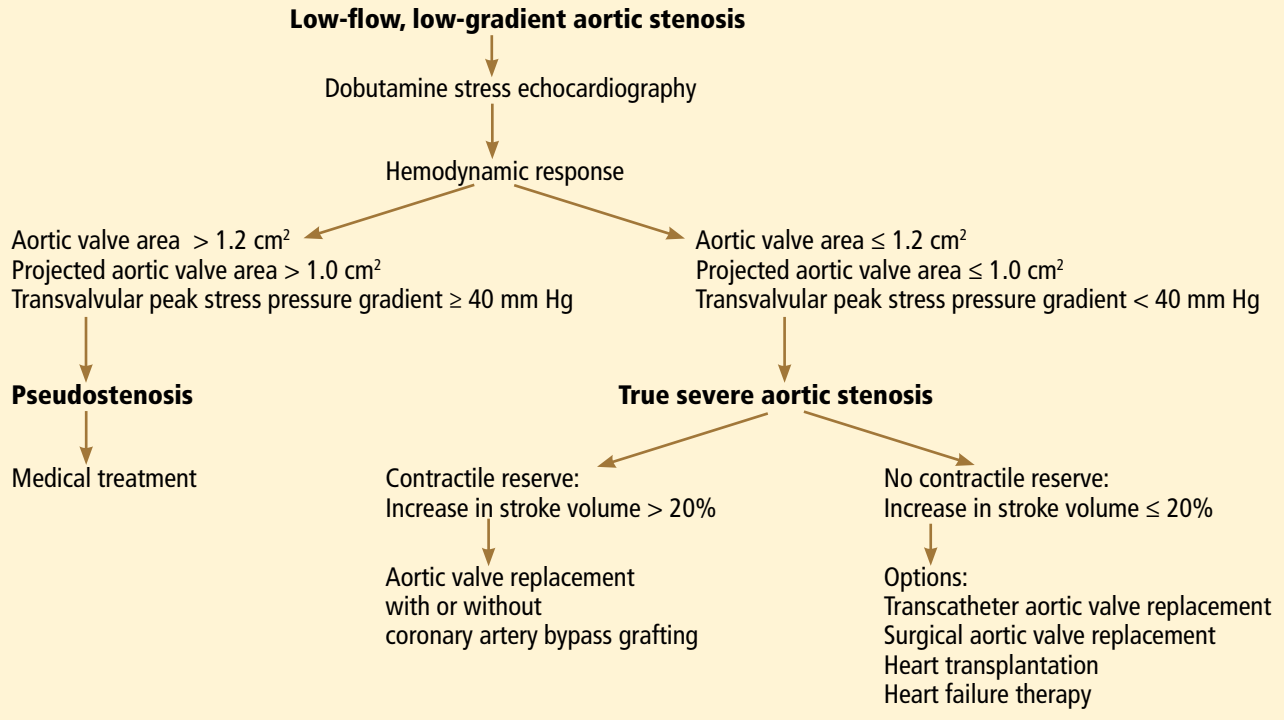 Low-flow, low-gradient aortic stenosis
Dobutamine stress echocardiography
Hemodynamic response
Aortic valve area > 1.2 cm²
Projected aortic valve area > 1.0 cm²
Transvalvular peak stress pressure gradient ≥ 40 mm Hg
Aortic valve area ≤ 1.2 cm²
Projected aortic valve area ≤ 1.0 cm²
Transvalvular peak stress pressure gradient < 40 mm Hg
Pseudostenosis
Medical treatment
True severe aortic stenosis
Contractile reserve:
Increase in stroke volume > 20%
Aortic valve replacement
with or without
coronary artery bypass grafting
No contractile reserve:
Increase in stroke volume ≤ 20%
Options:
Transcatheter aortic valve replacement
Surgical aortic valve replacement
Heart transplantation
Heart failure therapy